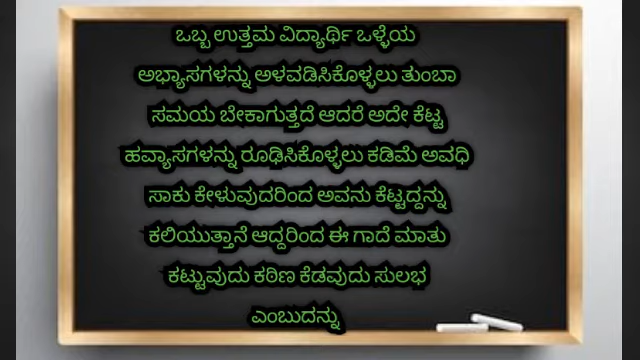 ಒಬ್ಬ ಉತ್ತಮ ವಿದ್ಯಾರ್ಥಿ ಒಳ್ಳೆಯ
ಅಭ್ಯಾಸಗಳನ್ನು ಅಳವಡಿಸಿಕೊಳ್ಳಲು ತುಂಬಾ
ಸಮಯ ಬೇಕಾಗುತ್ತದೆ ಆದರೆ ಅದೇ ಕೆಟ್ಟ
ಹವ್ಯಾಸಗಳನ್ನು ರೂಢಿಸಿಕೊಳ್ಳಲು ಕಡಿಮೆ ಅವಧಿ
ಸಾಕು ಕೇಳುವುದರಿಂದ ಅವನು ಕೆಟ್ಟದ್ದನ್ನು
ಕಲಿಯುತ್ತಾನೆ ಆದ್ದರಿಂದ ಈ ಗಾದೆ ಮಾತು
ಕಟ್ಟುವುದು ಕಠಿಣ ಕೆಡವುದು ಸುಲಭ
ಎಂಬುದನ್ನು